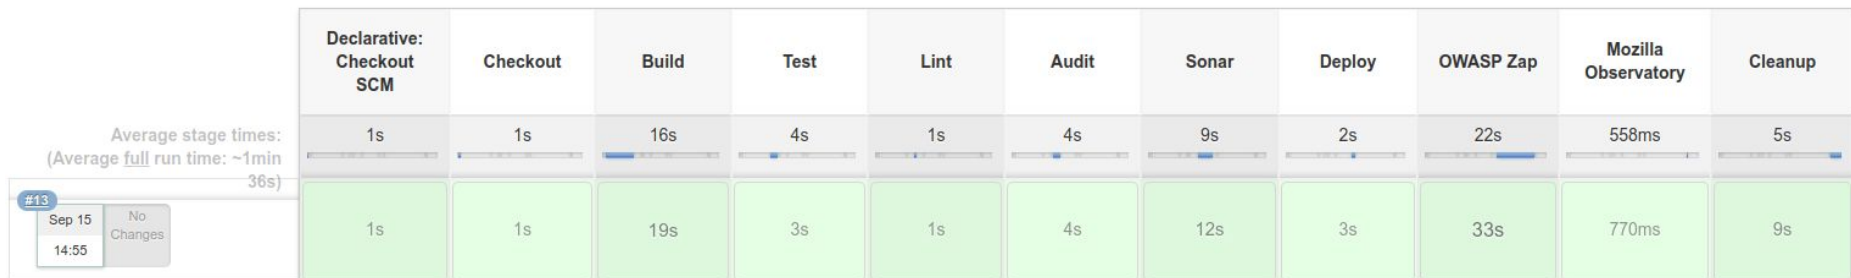 Declarative:
Checkout
SCM
Checkout
Build
Test
Lint
Audit
Sonar
Deploy
OWASP Zap
Mozilla
Observatory
Cleanup
Average stage times:
(Average full run time: ~1min
36s)
1s 1s 16s 4s 1s 4s 9s 2s 22s 558ms 5s
#13
Sep 15
14:55
No
Changes
1s 1s 19s 3s 1s 4s 12s 3s 33s 770ms 9s